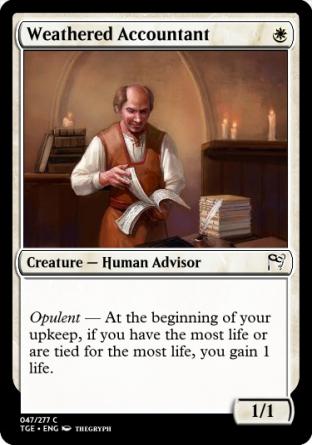 Weathered Accountant
Creature — Human Advisor
Opulent — At the beginning of your
upkeep, if you have the most life or
are tied for the most life, you gain 1
life.
1/1
047/277 C
TGE • ENG THEGRYPH